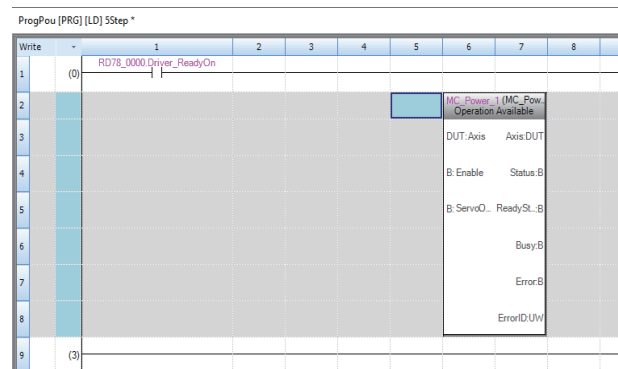 ProgPou [PRG] [LD] 5Step *
Write 1 2 3 4 5 6 7 8
RD78_0000.Driver_ReadyOn
1 (0)
2 MC_Power_1 (MC_Pow..
Operation Available
3 DUT:Axis Axis:DUT
4 B: Enable Status:B
5 B: ServoO... ReadySt...:B
6 Busy:B
7 Error:B
8 ErrorID:UW
9 (3)